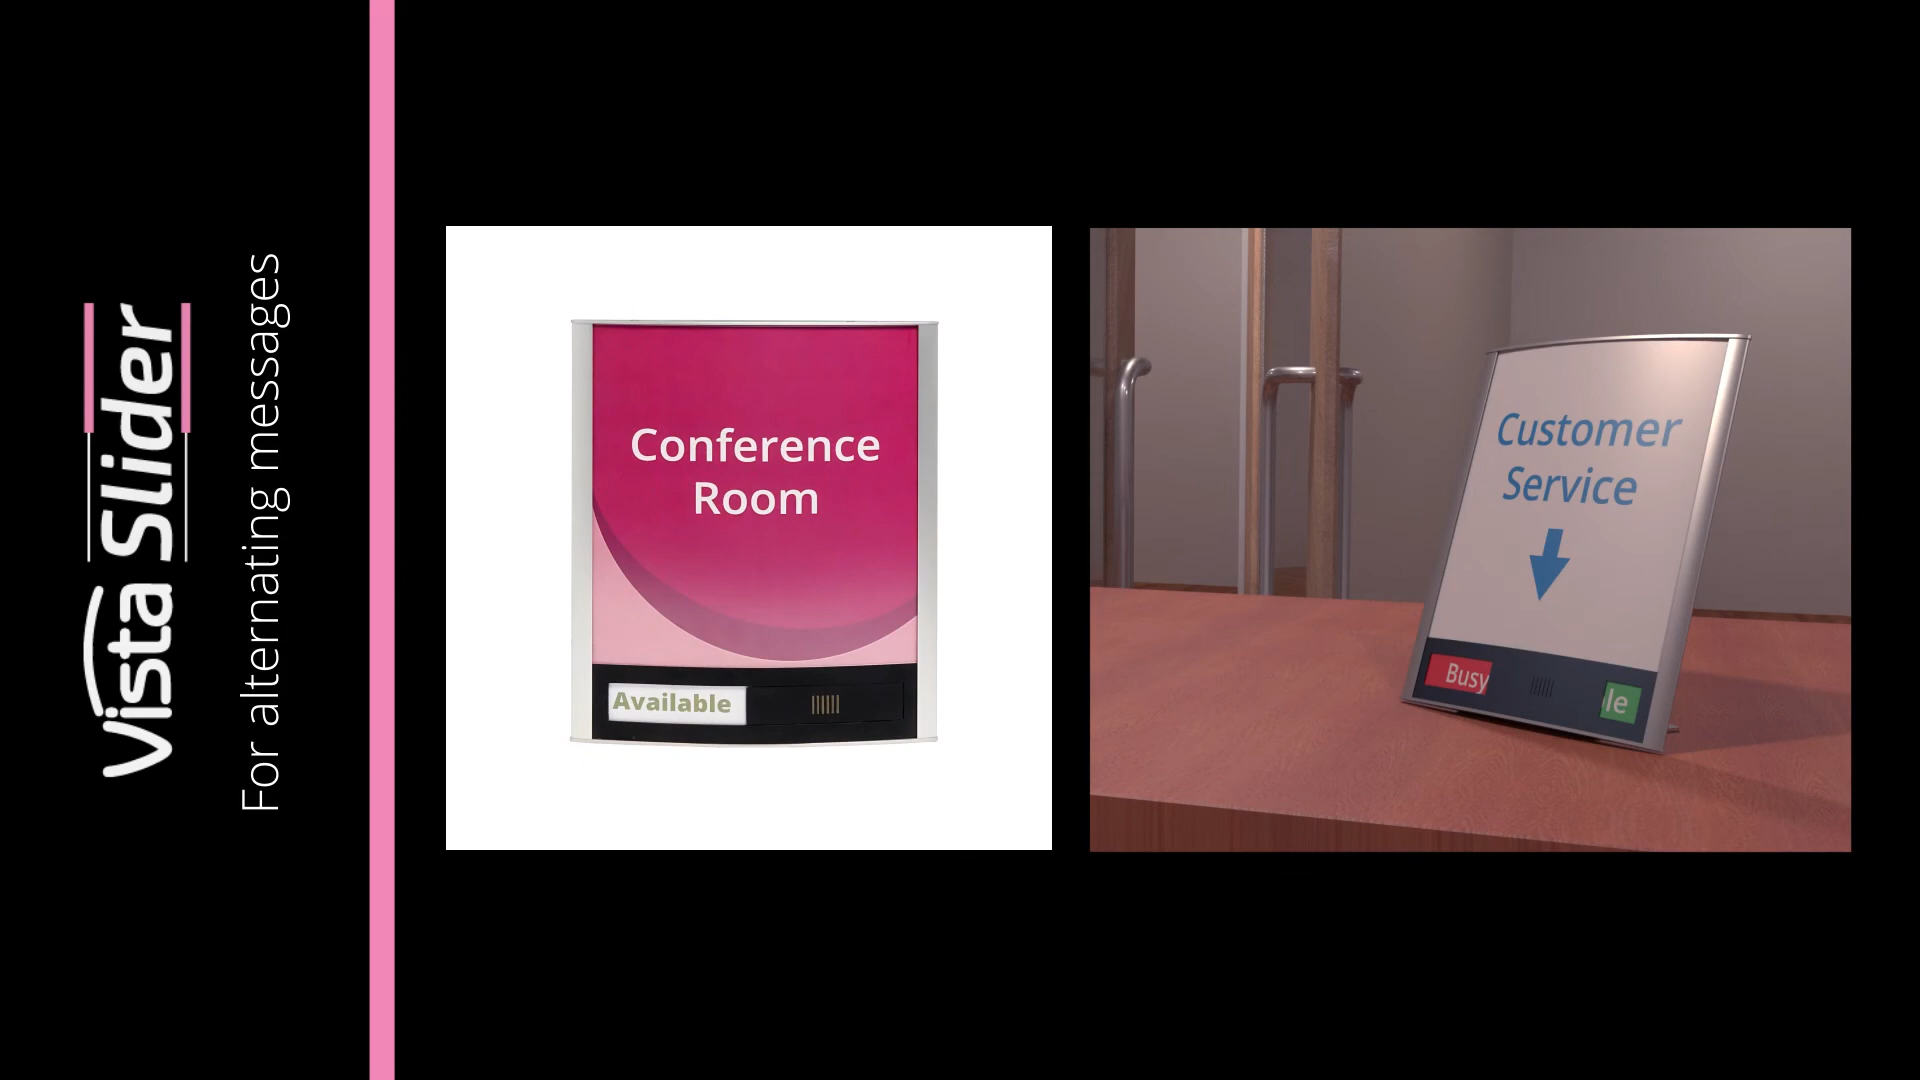 Vista Slider
For alternating messages
Conference
Room
Available
Customer
Service
Busy
le